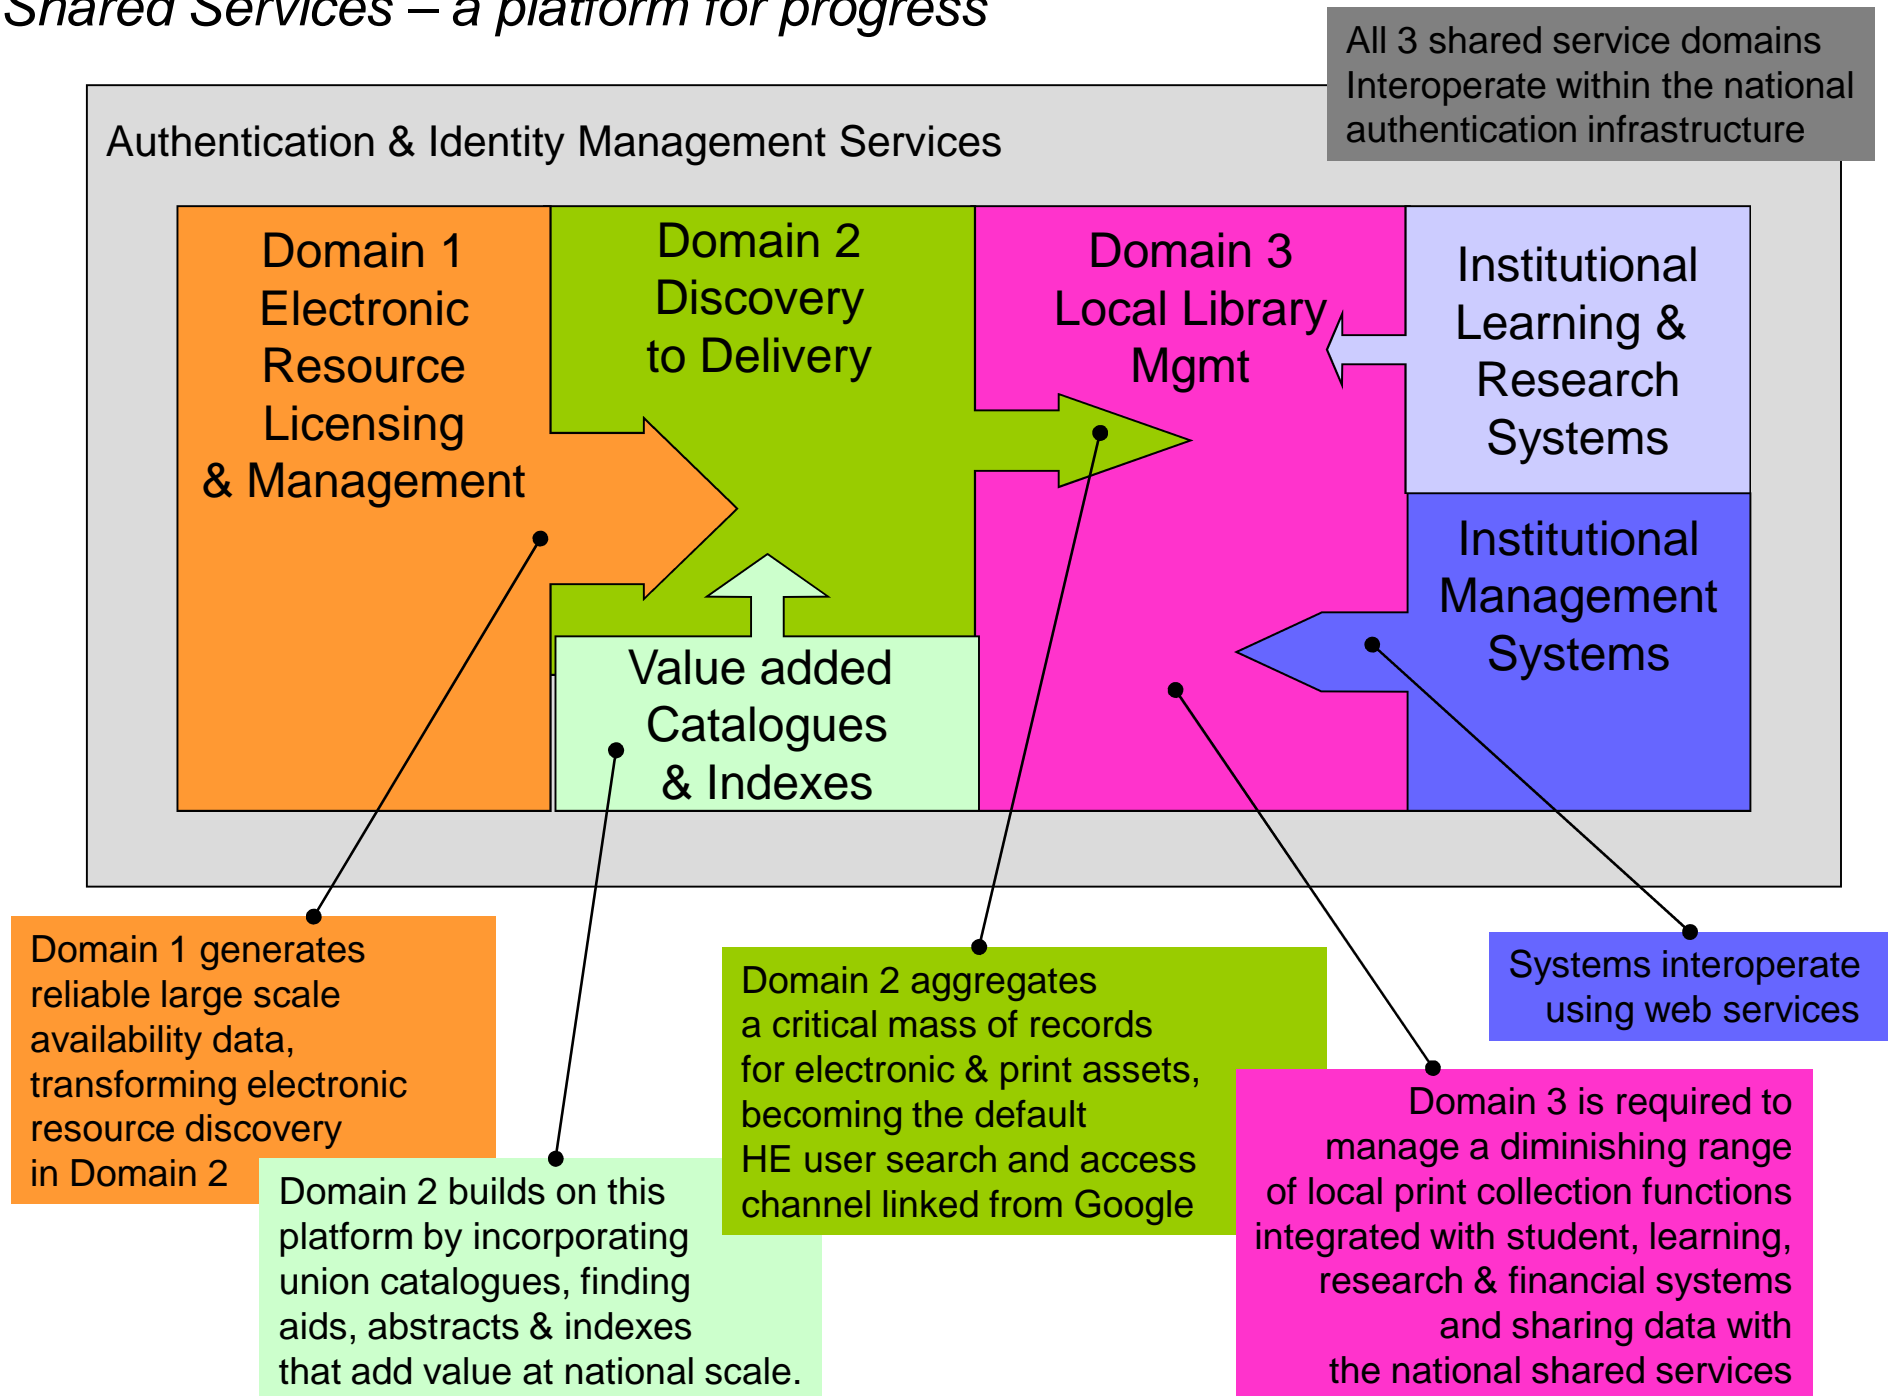 Shared Services – a platform for progress
All 3 shared service domains
Interoperate within the national
authentication infrastructure
Authentication & Identity Management Services
Domain 1
Electronic
Resource
Licensing
& Management
Domain 2
Discovery
to Delivery
Domain 3
Local Library
Mgmt
Institutional
Learning &
Research
Systems
Institutional
Management
Systems
Value added
Catalogues
& Indexes
Domain 1 generates
reliable large scale
availability data,
transforming electronic
resource discovery
in Domain 2
Domain 2 builds on this
platform by incorporating
union catalogues, finding
aids, abstracts & indexes
that add value at national scale.
Domain 2 aggregates
a critical mass of records
for electronic & print assets,
becoming the default
HE user search and access
channel linked from Google
Systems interoperate
using web services
Domain 3 is required to
manage a diminishing range
of local print collection functions
integrated with student, learning,
research & financial systems
and sharing data with
the national shared services